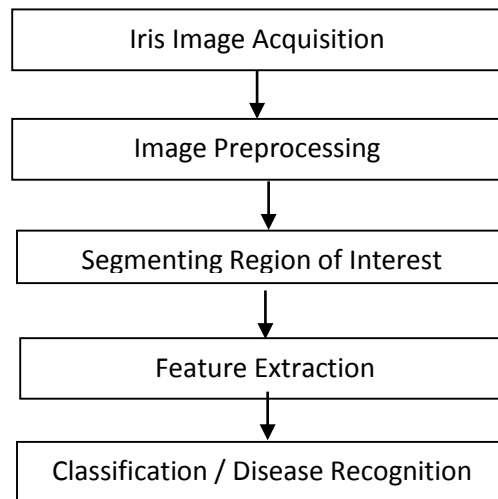 Iris Image Acquisition
Image Preprocessing
Segmenting Region of Interest
Feature Extraction
Classification / Disease Recognition